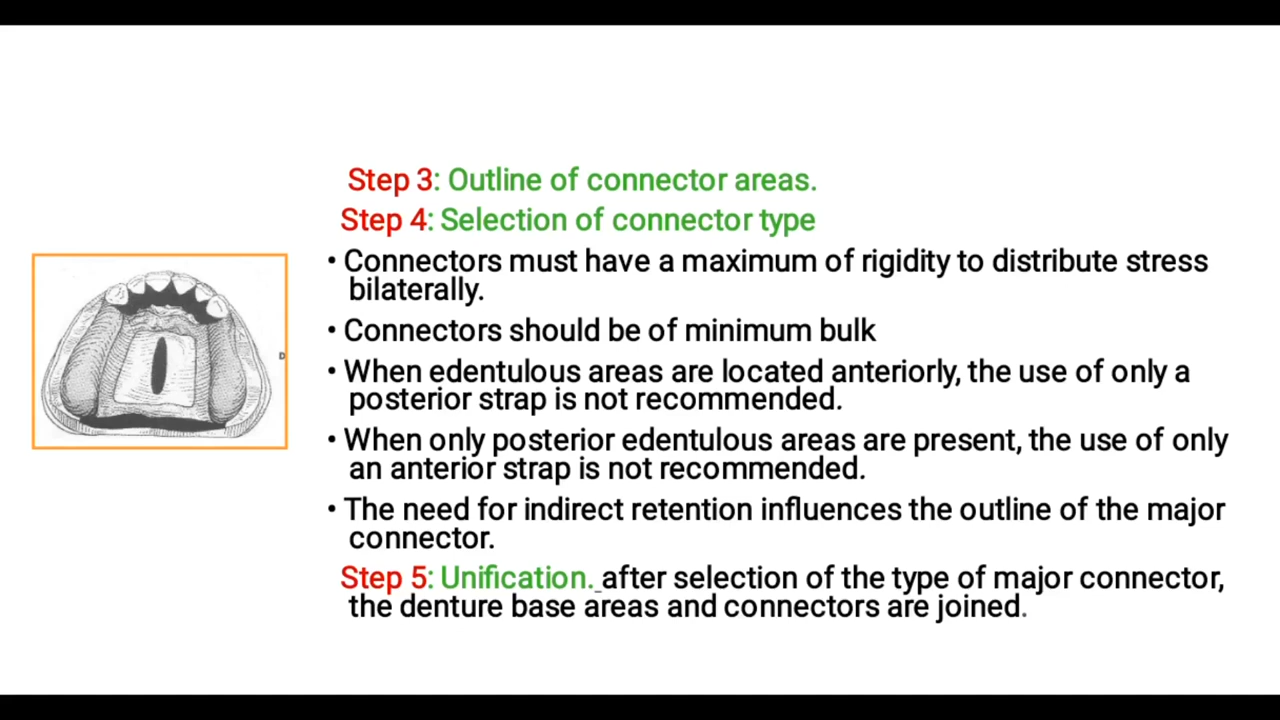 Step 3: Outline of connector areas.
Step 4: Selection of connector type
• Connectors must have a maximum of rigidity to distribute stress
bilaterally.
• Connectors should be of minimum bulk
• When edentulous areas are located anteriorly, the use of only a
posterior strap is not recommended.
• When only posterior edentulous areas are present, the use of only
an anterior strap is not recommended.
• The need for indirect retention influences the outline of the major
connector.
Step 5: Unification. after selection of the type of major connector,
the denture base areas and connectors are joined.
D